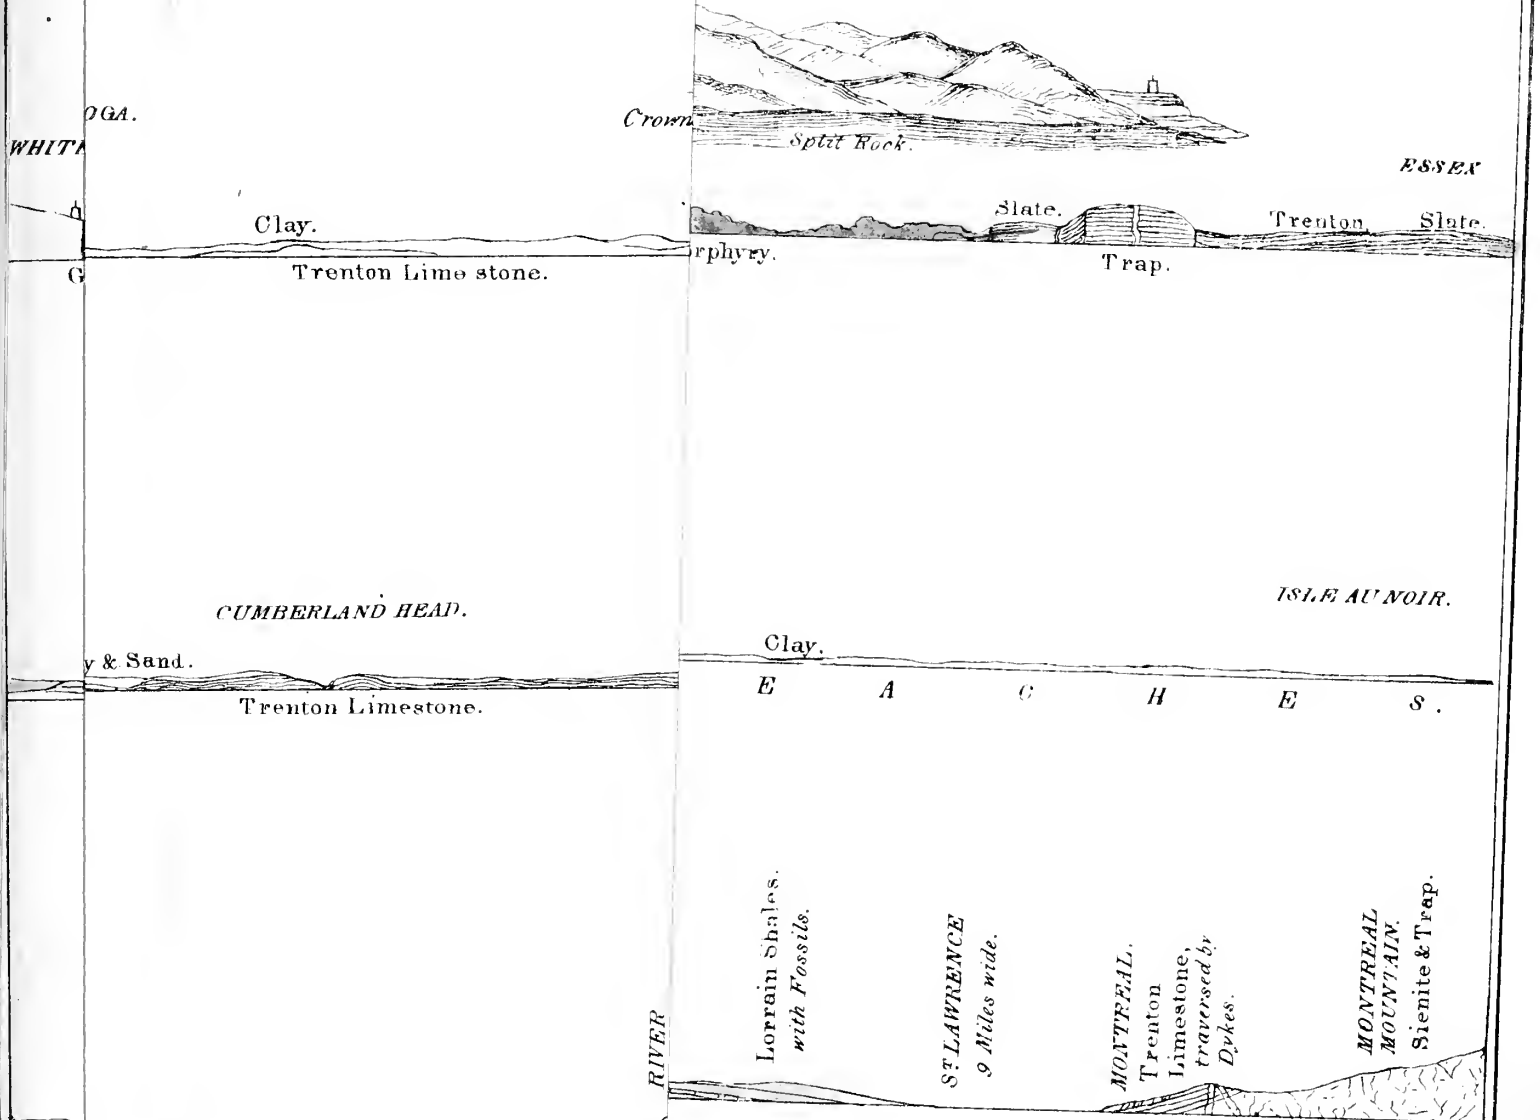 OGA.
Crown
Split Rock.
WHITE
ESSEX
Clay.
Slate.
Trenton
Slate.
G
Trenton Lime stone.
rphyry.
Trap.
CUMBERLAND HEAD.
ISLE AU NOIR.
y & Sand.
Clay.
Trenton Limestone.
E A C H E S.
RIVER
Lorrain Shales.
with Fossils.
ST LAWRENCE
9 Miles wide.
MONTREAL.
Trenton
Limestone,
traversed by
Dykes.
MONTREAL
MOUNTAIN.
Sienite & Trap.